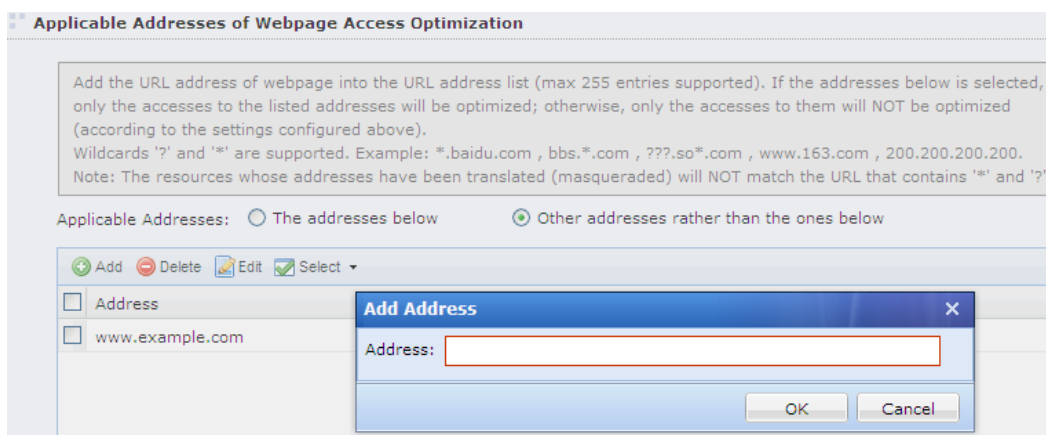 Applicable Addresses of Webpage Access Optimization
Add the URL address of webpage into the URL address list (max 255 entries supported). If the addresses below is selected,
only the accesses to the listed addresses will be optimized; otherwise, only the accesses to them will NOT be optimized
(according to the settings configured above).
Wildcards '?' and '*' are supported. Example: *.baidu.com , bbs.*.com , ???.so*.com , www.163.com , 200.200.200.200.
Note: The resources whose addresses have been translated (masqueraded) will NOT match the URL that contains '*' and '?'
Applicable Addresses: The addresses below Other addresses rather than the ones below
Add Delete Edit Select
Address
www.example.com
Add Address
Address:
OK Cancel